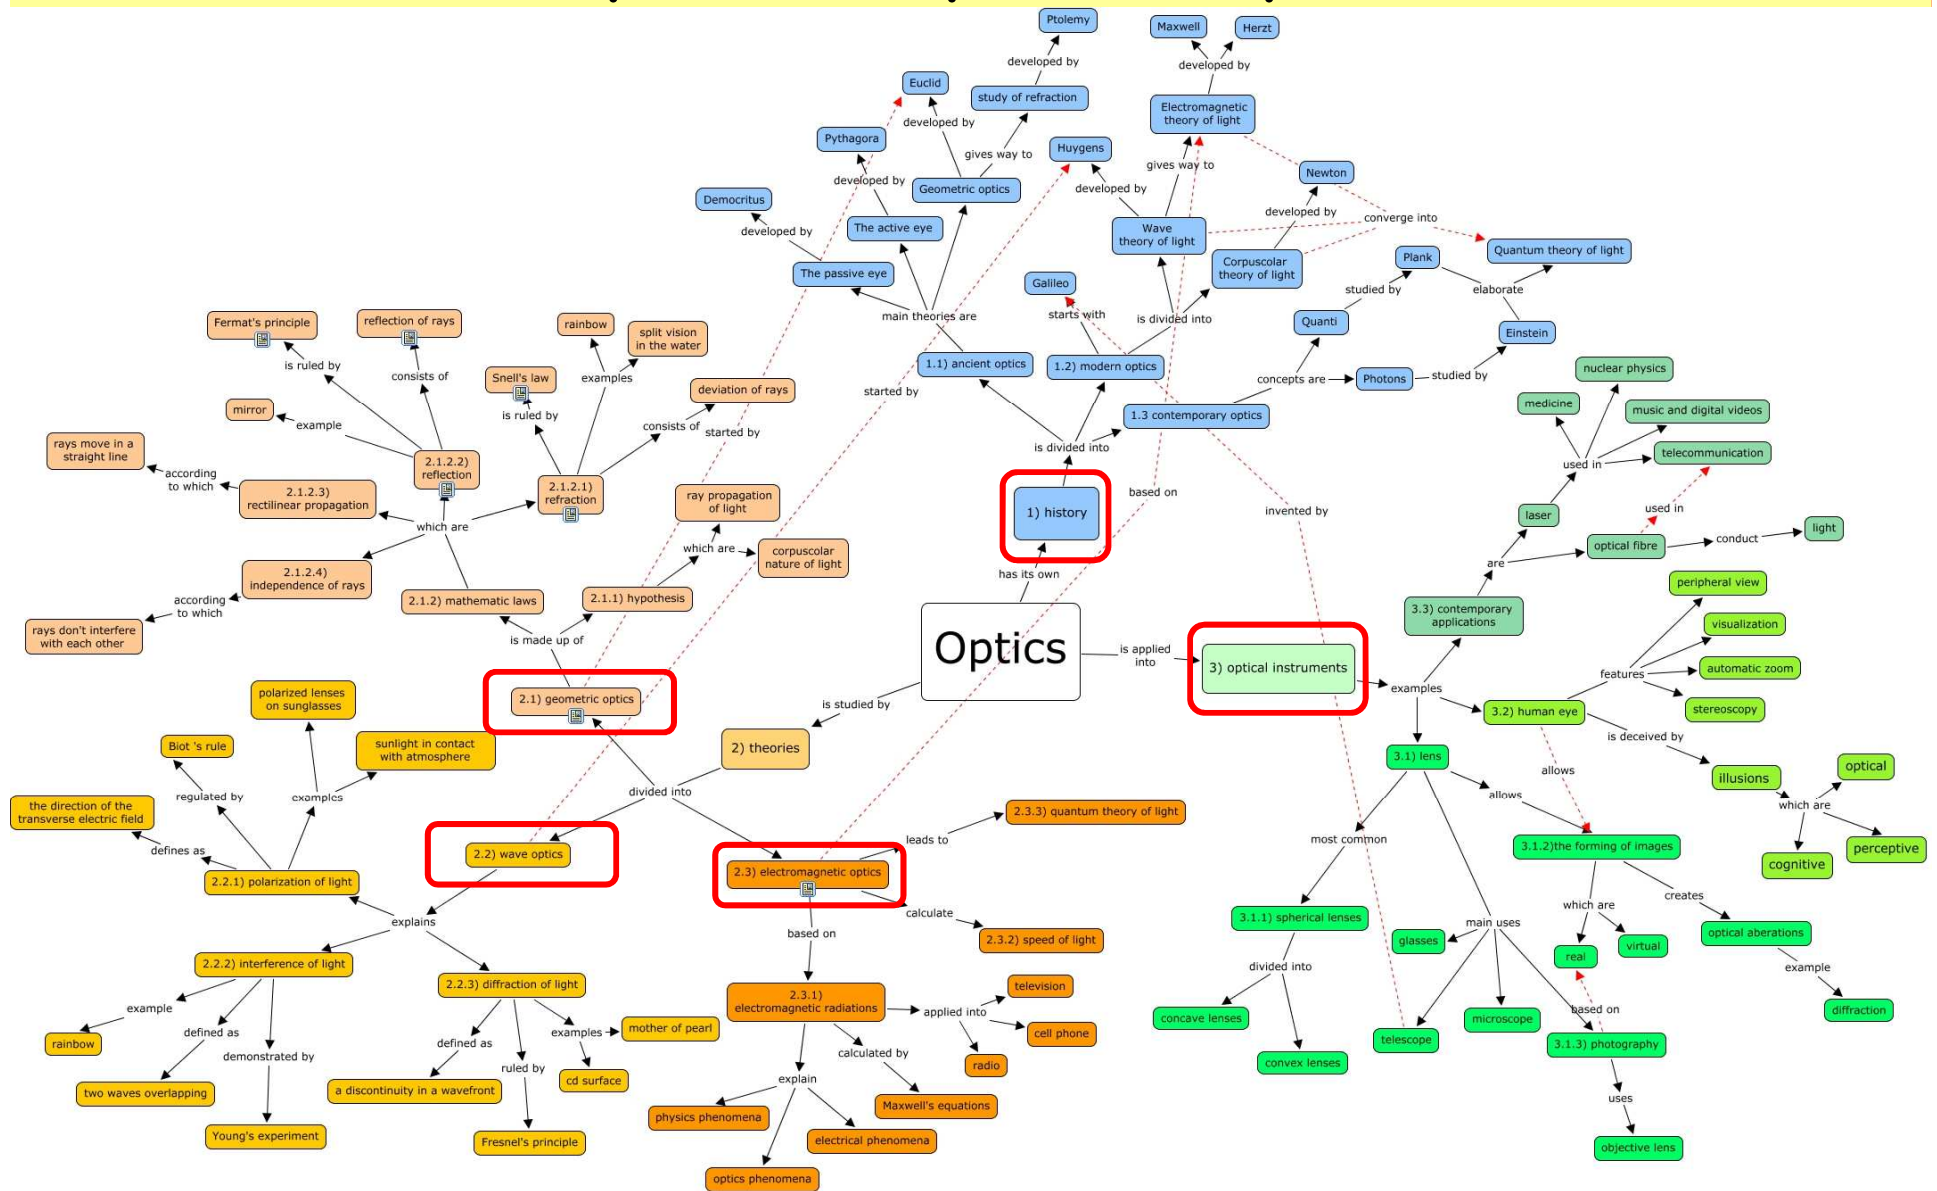 Ptolemy
Maxwell
Herzt
developed by
developed by
Euclid
study of refraction
Electromagnetic
theory of light
developed by
Pythagora
Huygens
gives way to
gives way to
Newton
developed by
Geometric optics
developed by
Democritus
developed by
converge into
The active eye
Wave
theory of light
developed by
Quantum theory of light
Corpuscolar
theory of light
Plank
The passive eye
Galileo
studied by
elaborate
main theories are
starts with
is divided into
Quanti
Einstein
Fermat's principle
reflection of rays
rainbow
split vision
in the water
1.1) ancient optics
1.2) modern optics
is ruled by
consists of
Snell's law
examples
concepts are
Photons
studied by
nuclear physics
deviation of rays
started by
medicine
music and digital videos
mirror
example
is ruled by
consists of
started by
1.3 contemporary optics
rays move in a
straight line
is divided into
telecommunication
used in
according
to which
2.1.2.2)
reflection
2.1.2.1)
refraction
2.1.2.3)
rectilinear propagation
ray propagation
of light
based on
1) history
invented by
laser
used in
light
which are
which are
corpuscolar
nature of light
optical fibre
conduct
has its own
are
2.1.2.4)
independence of rays
peripheral view
according
to which
2.1.2) mathematic laws
2.1.1) hypothesis
3.3) contemporary
applications
visualization
rays don't interfere
with each other
is made up of
Optics
is applied
into
3) optical instruments
automatic zoom
features
examples
polarized lenses
on sunglasses
2.1) geometric optics
is studied by
3.2) human eye
stereoscopy
is deceived by
Biot 's rule
sunlight in contact
with atmosphere
2) theories
3.1) lens
allows
illusions
optical
regulated by
examples
divided into
allows
which are
the direction of the
transverse electric field
2.3.3) quantum theory of light
leads to
most common
defines as
2.2) wave optics
3.1.2)the forming of images
perceptive
cognitive
2.2.1) polarization of light
2.3) electromagnetic optics
creates
which are
explains
calculate
3.1.1) spherical lenses
main uses
based on
2.3.2) speed of light
glasses
virtual
optical aberations
real
2.2.2) interference of light
divided into
example
2.2.3) diffraction of light
television
2.3.1)
electromagnetic radiations
applied into
example
based on
diffraction
concave lenses
microscope
rainbow
defined as
defined as
examples
mother of pearl
cell phone
telescope
3.1.3) photography
demonstrated by
calculated by
radio
convex lenses
ruled by
cd surface
explain
two waves overlapping
a discontinuity in a wavefront
uses
Maxwell's equations
physics phenomena
Young's experiment
Fresnel's principle
electrical phenomena
objective lens
optics phenomena